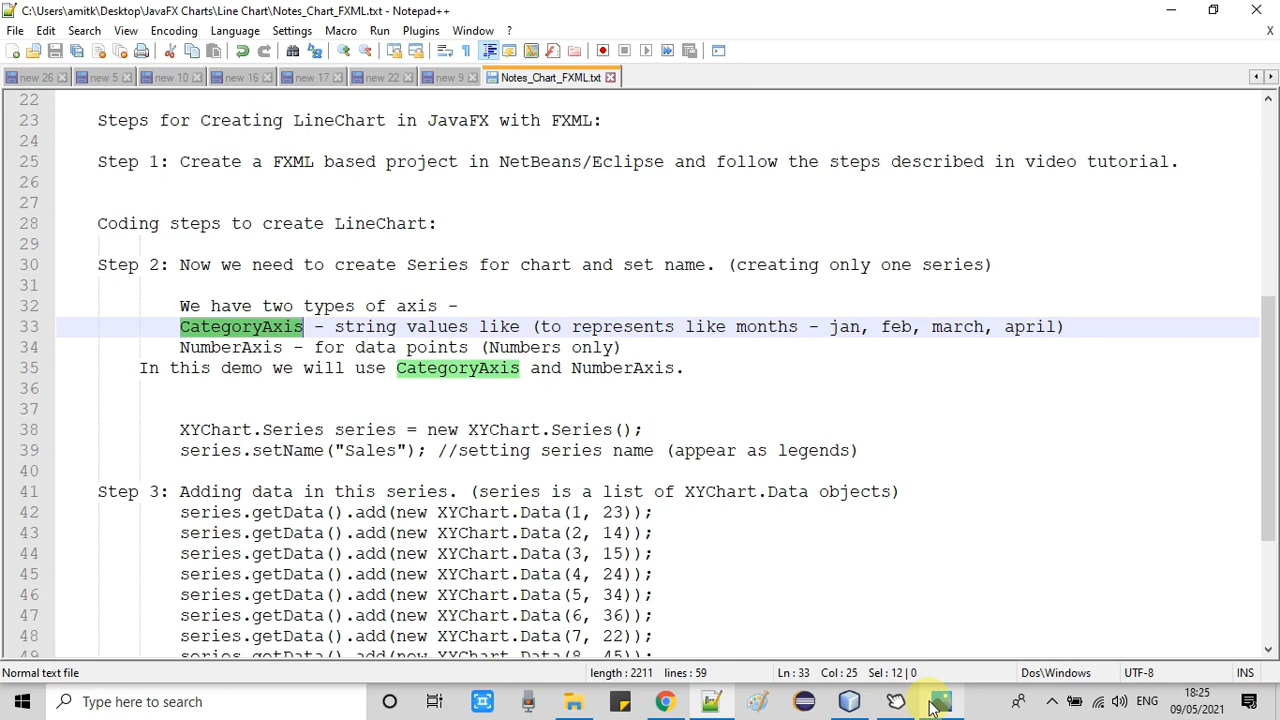 C:\Users\amitk\Desktop\JavaFX Charts\Line Chart\Notes_Chart_FXML.txt - Notepad++
File Edit Search View Encoding Language Settings Macro Run Plugins Window ? X
new 26 new 5 new 10 new 16 new 17 new 22 new 9 Notes_Chart_FXML.txt
22
23 Steps for Creating LineChart in JavaFX with FXML:
24
25 Step 1: Create a FXML based project in NetBeans/Eclipse and follow the steps described in video tutorial.
26
27
28 Coding steps to create LineChart:
29
30 Step 2: Now we need to create Series for chart and set name. (creating only one series)
31
32 We have two types of axis -
33 CategoryAxis - string values like (to represents like months - jan, feb, march, april)
34 NumberAxis - for data points (Numbers only)
35 In this demo we will use CategoryAxis and NumberAxis.
36
37
38 XYChart.Series series = new XYChart.Series();
39 series.setName("Sales"); //setting series name (appear as legends)
40
41 Step 3: Adding data in this series. (series is a list of XYChart.Data objects)
42 series.getData().add(new XYChart.Data(1, 23));
43 series.getData().add(new XYChart.Data(2, 14));
44 series.getData().add(new XYChart.Data(3, 15));
45 series.getData().add(new XYChart.Data(4, 24));
46 series.getData().add(new XYChart.Data(5, 34));
47 series.getData().add(new XYChart.Data(6, 36));
48 series.getData().add(new XYChart.Data(7, 22));
49 series.getData().add(new XYChart.Data(8, 45));
Normal text file length : 2211 lines : 59 Ln : 33 Col : 25 Sel : 12 | 0 Dos\Windows UTF-8 INS
Type here to search ENG 18:25
09/05/2021